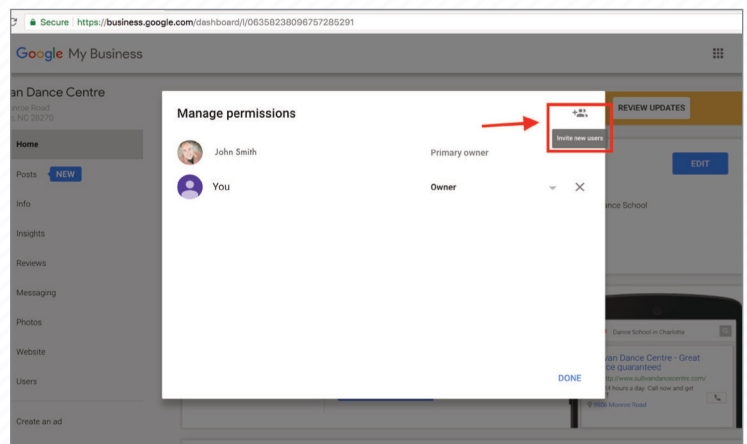 Secure | https://business.google.com/dashboard/l/06358238096757285291
Google My Business
an Dance Centre
nroe Road
, NC 28270
Home
Posts NEW
Info
Insights
Reviews
Messaging
Photos
Website
Users
Create an ad
Manage permissions
Invite new users
John Smith Primary owner
You Owner
DONE
REVIEW UPDATES
EDIT
ance School
Dance School in Charlotte
van Dance Centre - Great
ce guaranteed
http://www.sullivandancecentre.com/
4 hours a day. Call now and get
Monroe Road